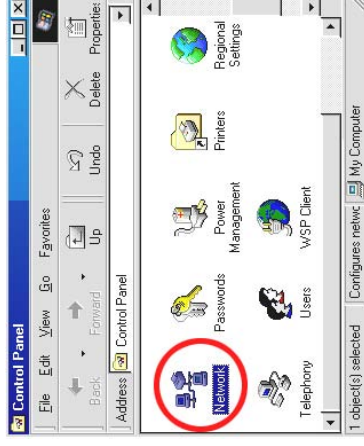 Control Panel
File Edit View Go Favorites
Back Forward Up Undo Delete Properties
Address Control Panel
Network Passwords Power Management Printers Regional Settings
Telephony Users WSP Client
1 object(s) selected Configures netwo My Computer